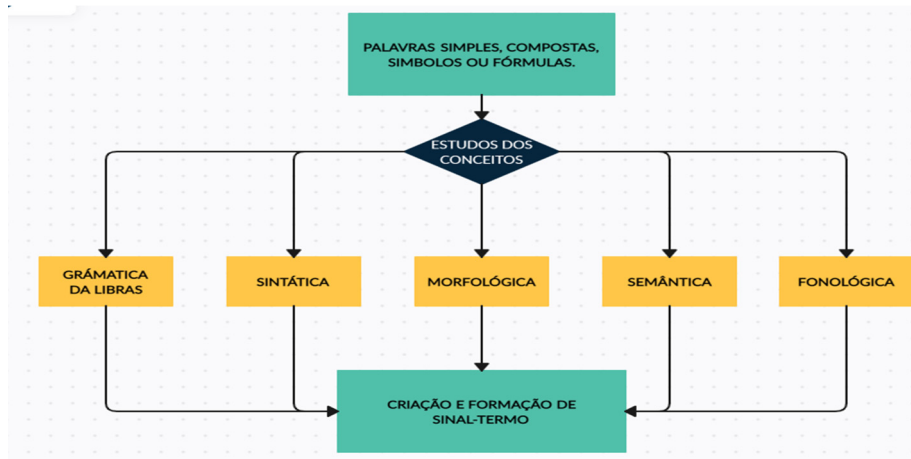 PALAVRAS SIMPLES, COMPOSTAS,
SIMBOLOS OU FÓRMULAS.
ESTUDOS DOS
CONCEITOS
GRÁMATICA
DA LIBRAS
SINTÁTICA
MORFOLÓGICA
SEMÂNTICA
FONOLÓGICA
CRIAÇÃO E FORMAÇÃO DE
SINAL-TERMO